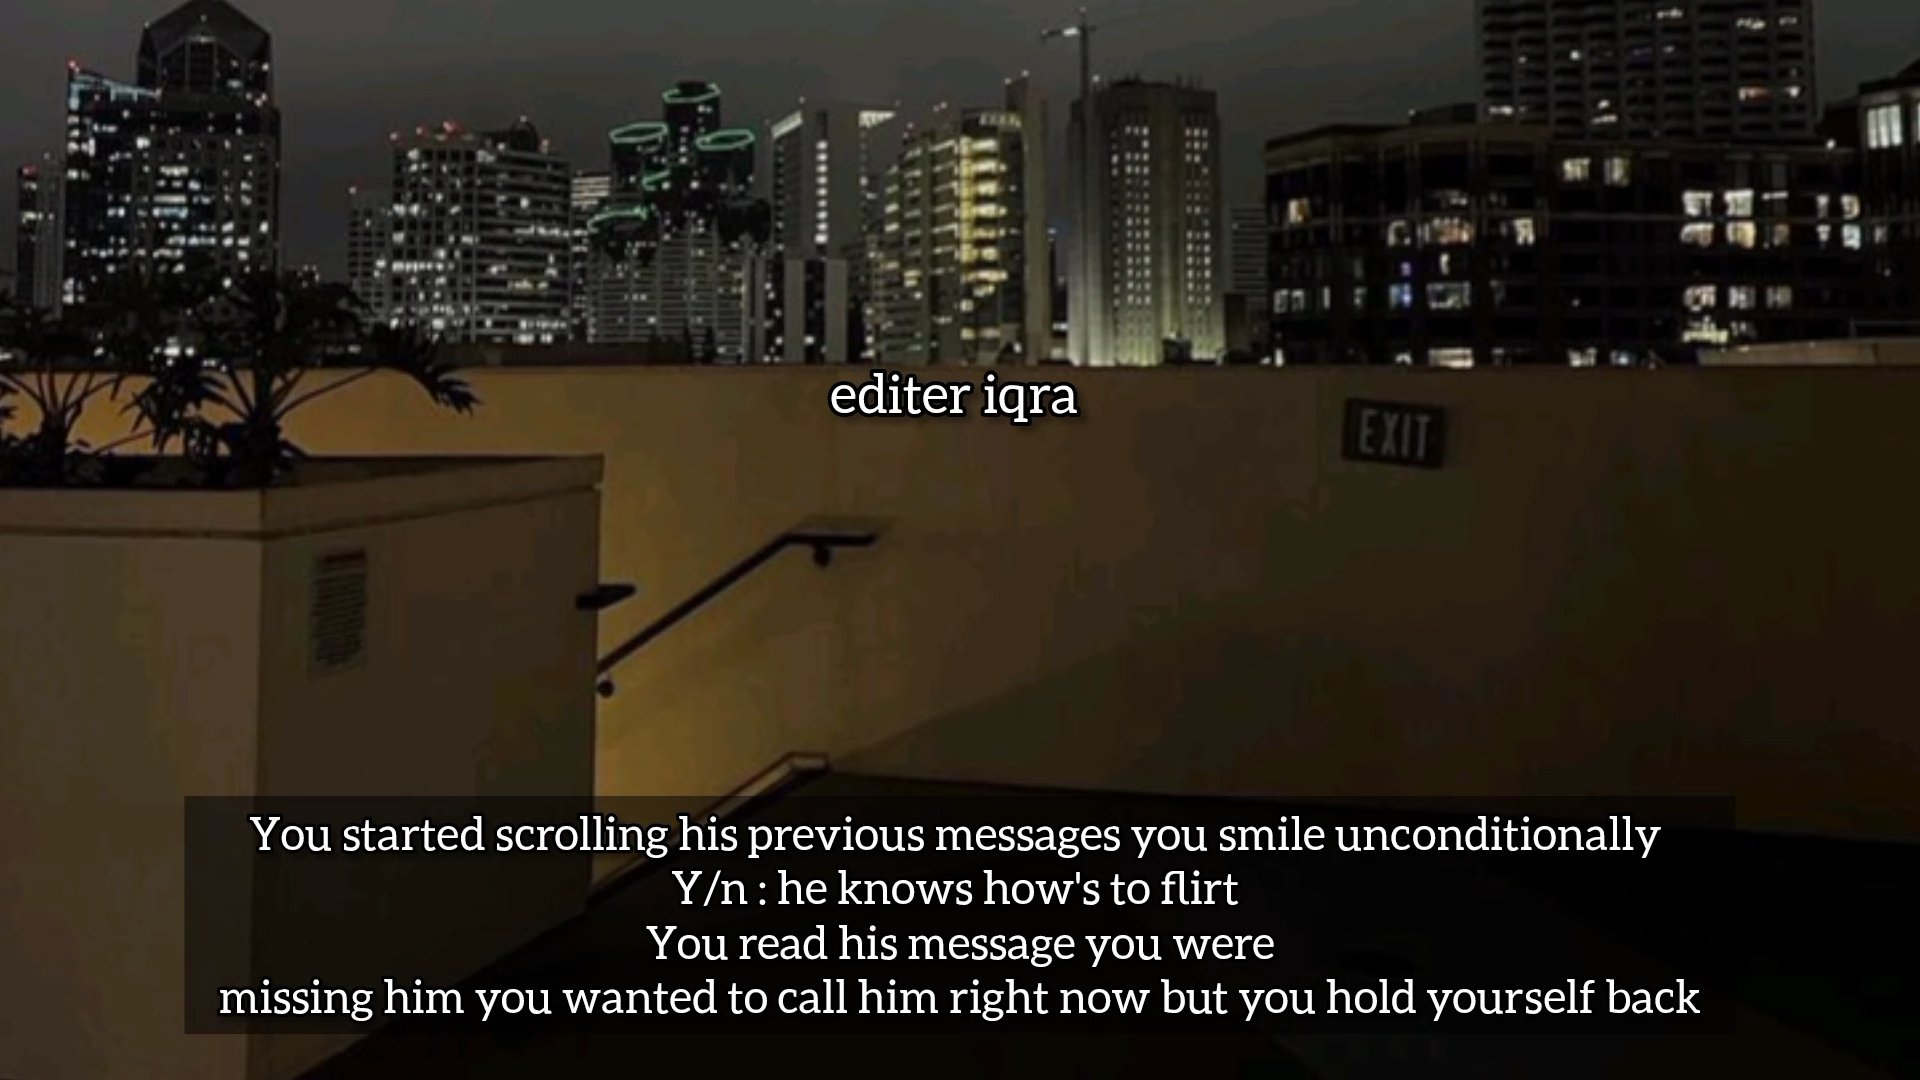 editer iqra
EXIT
You started scrolling his previous messages you smile unconditionally
Y/n : he knows how's to flirt
You read his message you were
missing him you wanted to call him right now but you hold yourself back